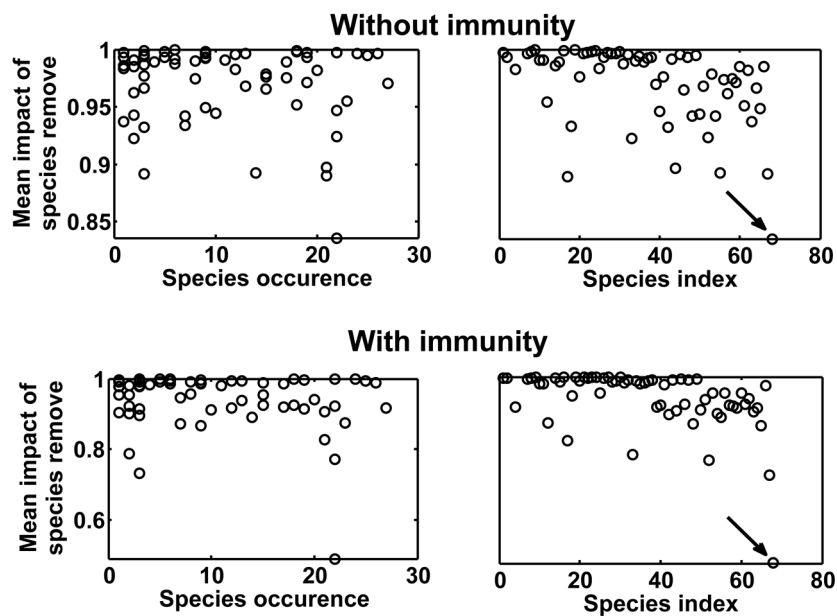 Without immunity
Mean impact of
species remove
1
0.95
0.9
0.85
0 10 20 30
Species occurence
0 20 40 60 80
Species index
With immunity
Mean impact of
species remove
1
0.8
0.6
0 10 20 30
Species occurence
0 20 40 60 80
Species index